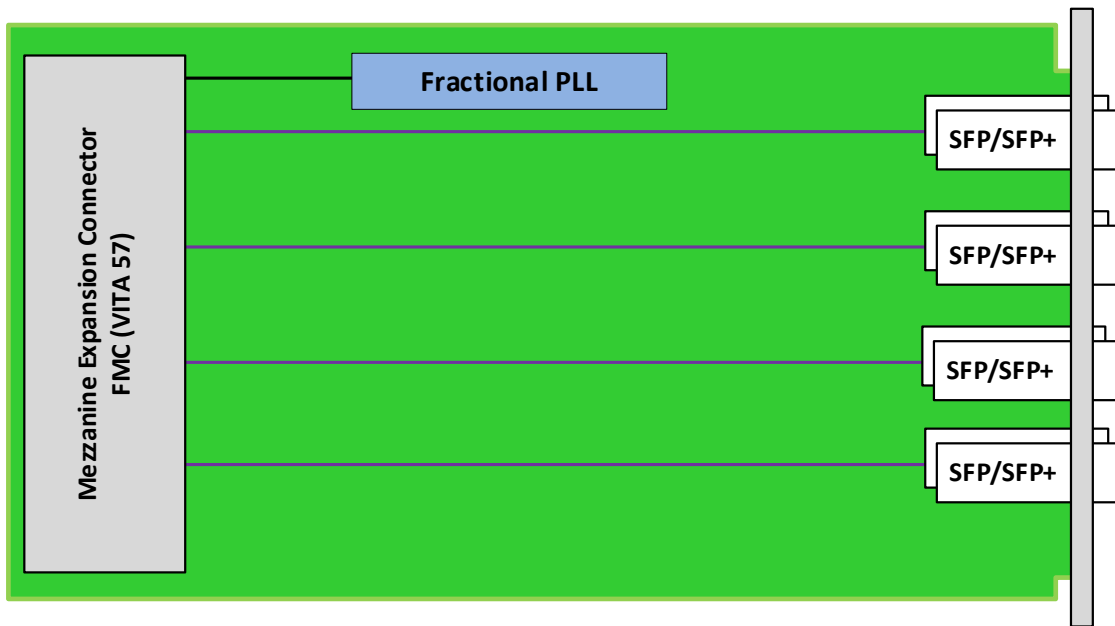 Mezzanine Expansion Connector
FMC (VITA 57)
Fractional PLL
SFP/SFP+
SFP/SFP+
SFP/SFP+
SFP/SFP+